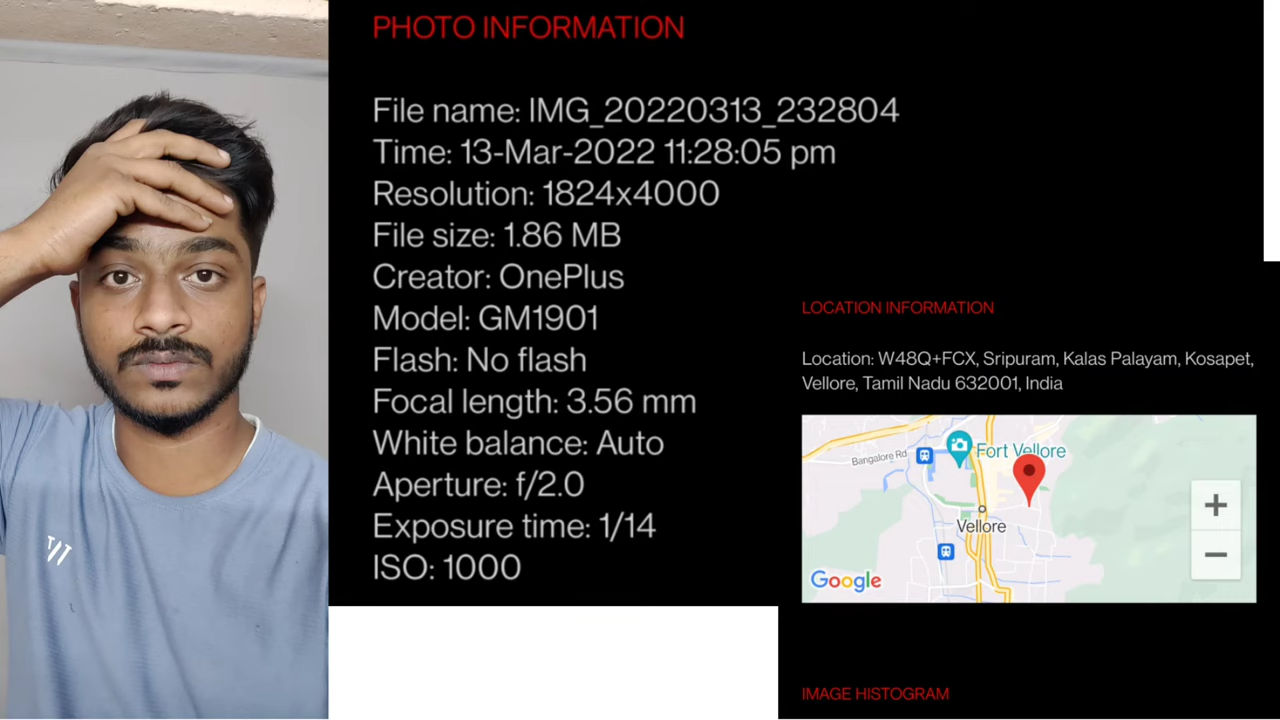 PHOTO INFORMATION
File name: IMG_20220313_232804
Time: 13-Mar-2022 11:28:05 pm
Resolution: 1824x4000
File size: 1.86 MB
Creator: OnePlus
Model: GM1901
Flash: No flash
Focal length: 3.56 mm
White balance: Auto
Aperture: f/2.0
Exposure time: 1/14
ISO: 1000
LOCATION INFORMATION
Location: W48Q+FCX, Sripuram, Kalas Palayam, Kosapet,
Vellore, Tamil Nadu 632001, India
Bangalore Rd
Fort Vellore
Vellore
Google
+
−
IMAGE HISTOGRAM